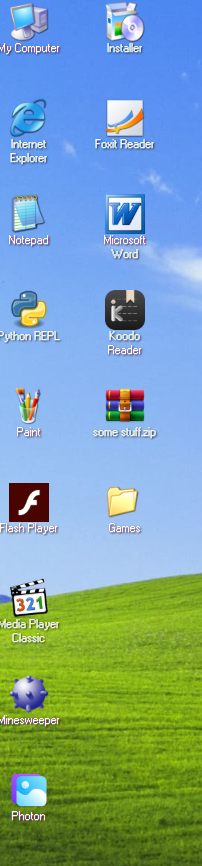 My Computer
Installer
Internet
Explorer
Foxit Reader
Notepad
Microsoft
Word
Python REPL
Koodo
Reader
Paint
some stuff.zip
Flash Player
Games
321
Media Player
Classic
Minesweeper
Photon